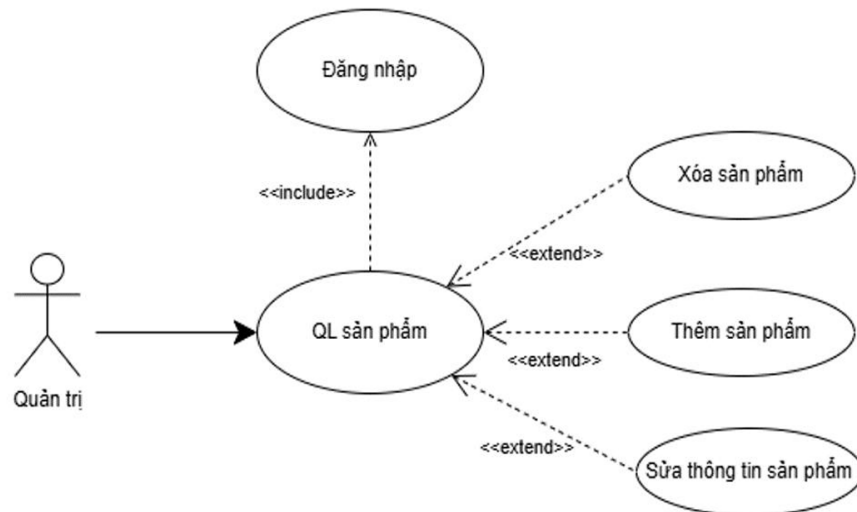 Đăng nhập
<<include>>
Xóa sản phẩm
<<extend>>
QL sản phẩm
Thêm sản phẩm
<<extend>>
Quản trị
<<extend>>
Sửa thông tin sản phẩm